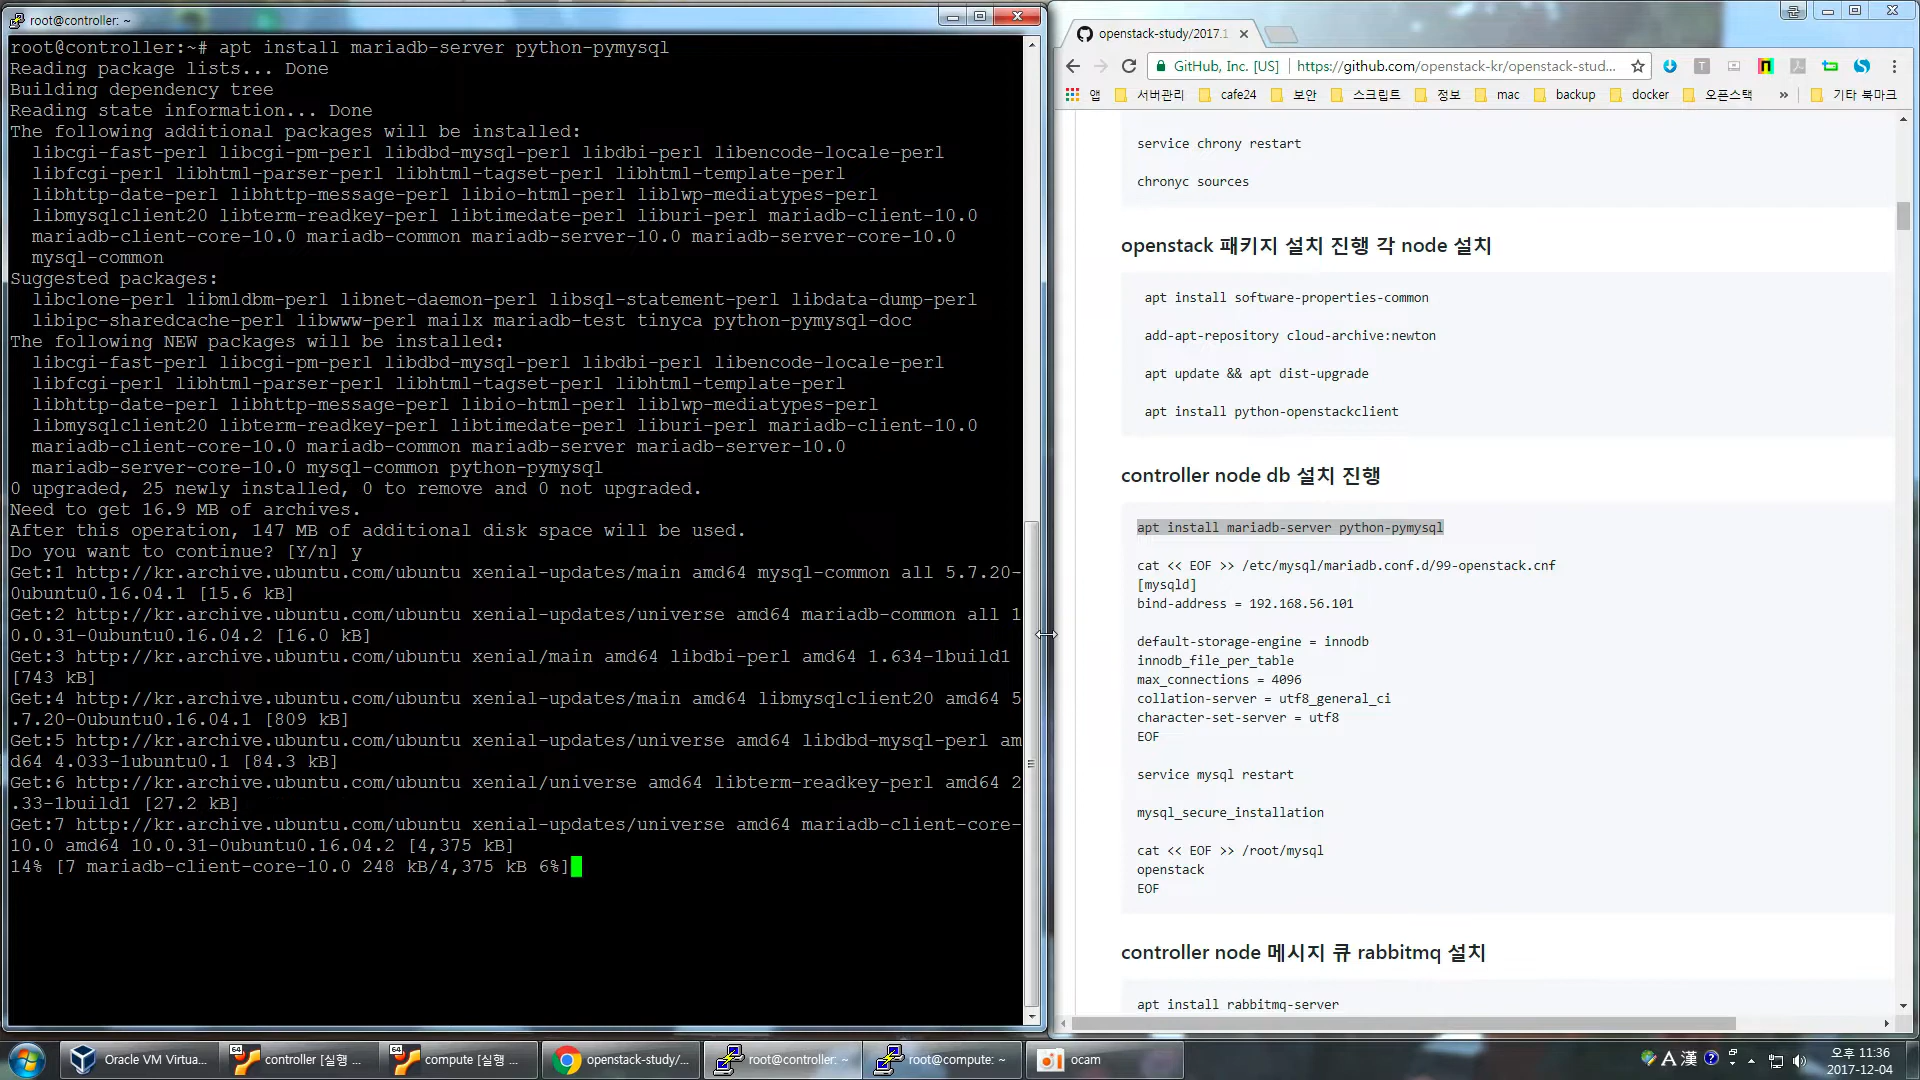 root@controller: ~
root@controller:~# apt install mariadb-server python-pymysql
Reading package lists... Done
Building dependency tree
Reading state information... Done
The following additional packages will be installed:
  libcgi-fast-perl libcgi-pm-perl libdbd-mysql-perl libdbi-perl libencode-locale-perl
  libfcgi-perl libhtml-parser-perl libhtml-tagset-perl libhtml-template-perl
  libhttp-date-perl libhttp-message-perl libio-html-perl liblwp-mediatypes-perl
  libmysqlclient20 libterm-readkey-perl libtimedate-perl liburi-perl mariadb-client-10.0
  mariadb-client-core-10.0 mariadb-common mariadb-server-10.0 mariadb-server-core-10.0
  mysql-common
Suggested packages:
  libclone-perl libmldbm-perl libnet-daemon-perl libsql-statement-perl libdata-dump-perl
  libipc-sharedcache-perl libwww-perl mailx mariadb-test tinyca python-pymysql-doc
The following NEW packages will be installed:
  libcgi-fast-perl libcgi-pm-perl libdbd-mysql-perl libdbi-perl libencode-locale-perl
  libfcgi-perl libhtml-parser-perl libhtml-tagset-perl libhtml-template-perl
  libhttp-date-perl libhttp-message-perl libio-html-perl liblwp-mediatypes-perl
  libmysqlclient20 libterm-readkey-perl libtimedate-perl liburi-perl mariadb-client-10.0
  mariadb-client-core-10.0 mariadb-common mariadb-server mariadb-server-10.0
  mariadb-server-core-10.0 mysql-common python-pymysql
0 upgraded, 25 newly installed, 0 to remove and 0 not upgraded.
Need to get 16.9 MB of archives.
After this operation, 147 MB of additional disk space will be used.
Do you want to continue? [Y/n] y
Get:1 http://kr.archive.ubuntu.com/ubuntu xenial-updates/main amd64 mysql-common all 5.7.20-
0ubuntu0.16.04.1 [15.6 kB]
Get:2 http://kr.archive.ubuntu.com/ubuntu xenial-updates/universe amd64 mariadb-common all 1
0.0.31-0ubuntu0.16.04.2 [16.0 kB]
Get:3 http://kr.archive.ubuntu.com/ubuntu xenial/main amd64 libdbi-perl amd64 1.634-1build1
[743 kB]
Get:4 http://kr.archive.ubuntu.com/ubuntu xenial-updates/main amd64 libmysqlclient20 amd64 5
.7.20-0ubuntu0.16.04.1 [809 kB]
Get:5 http://kr.archive.ubuntu.com/ubuntu xenial-updates/universe amd64 libdbd-mysql-perl am
d64 4.033-1ubuntu0.1 [84.3 kB]
Get:6 http://kr.archive.ubuntu.com/ubuntu xenial/universe amd64 libterm-readkey-perl amd64 2
.33-1build1 [27.2 kB]
Get:7 http://kr.archive.ubuntu.com/ubuntu xenial-updates/universe amd64 mariadb-client-core-
10.0 amd64 10.0.31-0ubuntu0.16.04.2 [4,375 kB]
14% [7 mariadb-client-core-10.0 248 kB/4,375 kB 6%]
openstack-study/2017.1
GitHub, Inc. [US] https://github.com/openstack-kr/openstack-stud...
앱 서버관리 cafe24 보안 스크립트 정보 mac backup docker 오픈스택 » 기타 북마크
service chrony restart
chronyc sources
openstack 패키지 설치 진행 각 node 설치
apt install software-properties-common
add-apt-repository cloud-archive:newton
apt update && apt dist-upgrade
apt install python-openstackclient
controller node db 설치 진행
apt install mariadb-server python-pymysql
cat << EOF >> /etc/mysql/mariadb.conf.d/99-openstack.cnf
[mysqld]
bind-address = 192.168.56.101
default-storage-engine = innodb
innodb_file_per_table
max_connections = 4096
collation-server = utf8_general_ci
character-set-server = utf8
EOF
service mysql restart
mysql_secure_installation
cat << EOF >> /root/mysql
openstack
EOF
controller node 메시지 큐 rabbitmq 설치
apt install rabbitmq-server
Oracle VM Virtua... controller [실행 ... compute [실행 ... openstack-study/... root@controller: ~ root@compute: ~ ocam
A 漢 오후 11:36
2017-12-04